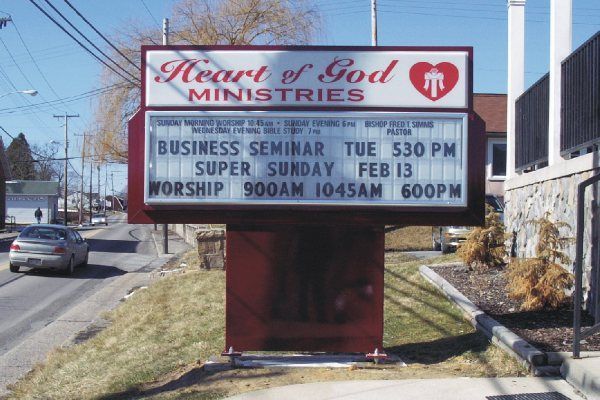 Heart of God
MINISTRIES
SUNDAY MORNING WORSHIP 10:45 AM · SUNDAY EVENING 6 PM BISHOP FRED T SIMMS
WEDNESDAY EVENING BIBLE STUDY 7 PM PASTOR
BUSINESS SEMINAR TUE 530 PM
SUPER SUNDAY FEB 13
WORSHIP 900AM 1045AM 600PM